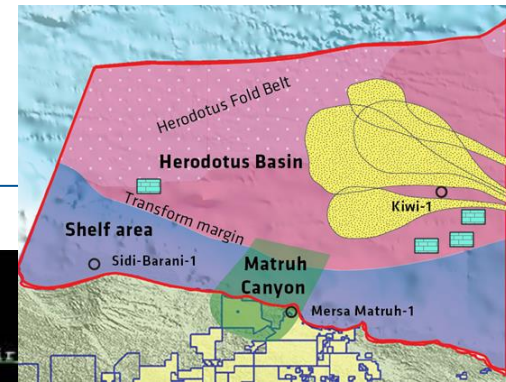 Herodotus Fold Belt
Herodotus Basin
Kiwi-1
Transform margin
Shelf area
Sidi-Barani-1
Matruh
Canyon
Mersa Matruh-1